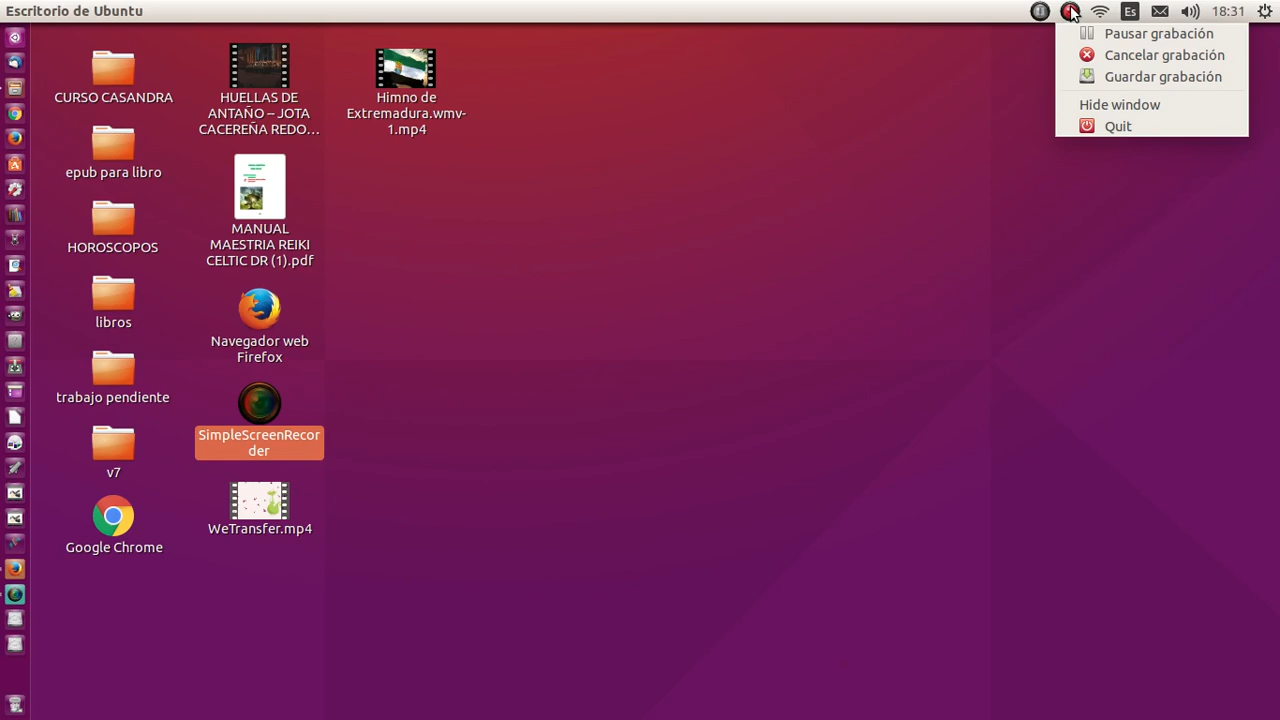 Escritorio de Ubuntu
Es
18:31
Pausar grabación
Cancelar grabación
Guardar grabación
Hide window
Quit
CURSO CASANDRA
epub para libro
HOROSCOPOS
libros
trabajo pendiente
v7
Google Chrome
HUELLAS DE
ANTAÑO – JOTA
CACEREÑA REDO...
MANUAL
MAESTRIA REIKI
CELTIC DR (1).pdf
Navegador web
Firefox
SimpleScreenRecor
der
WeTransfer.mp4
Himno de
Extremadura.wmv-
1.mp4